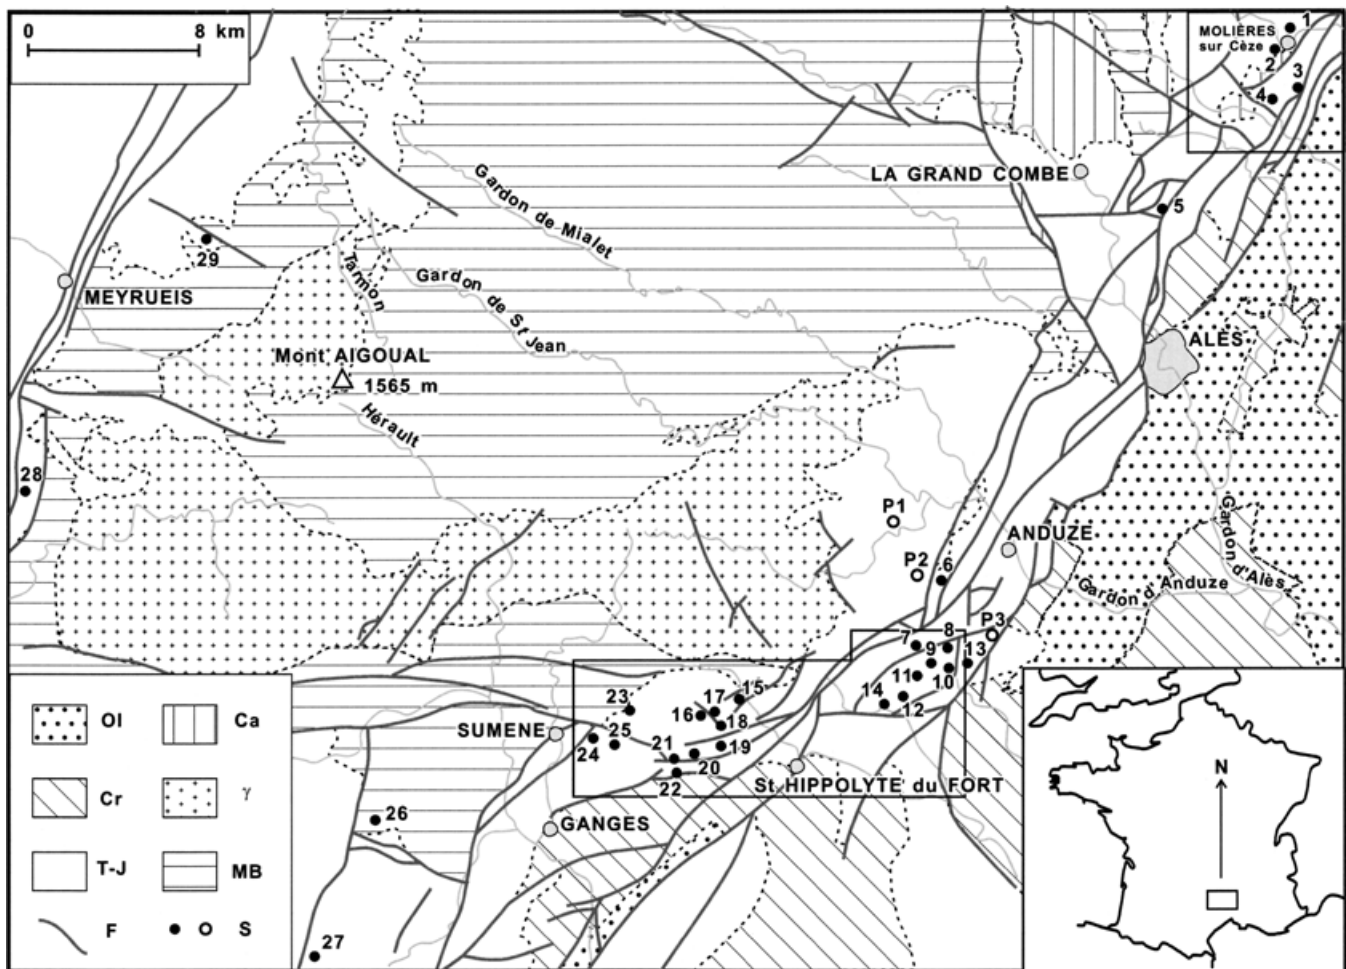 0 8 km
MOLIÈRES
sur Cèze
1
2
3
4
LA GRAND COMBE
5
Gardon de Mialet
29
Tarnon
MEYRUEIS
Gardon de St Jean
ALÈS
Mont AIGOUAL
1565 m
Hérault
28
P1
ANDUZE
P2
6
Gardon d'Anduze
Gardon d'Alès
P3
7
8
9
13
11
10
14
12
15
17
23
16
18
SUMENE
25
24
21
19
20
22
St HIPPOLYTE du FORT
GANGES
26
27
Ol
Ca
Cr
γ
T-J
MB
F
S
N